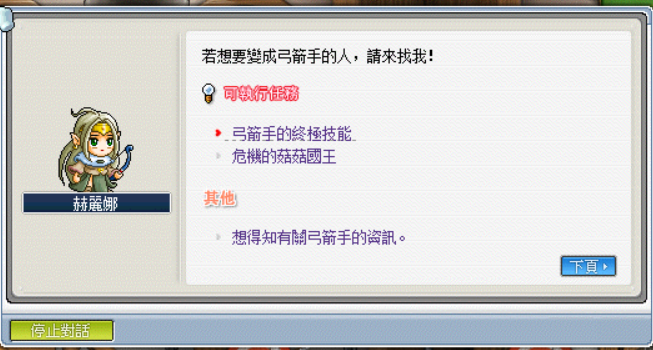 若想要變成弓箭手的人，請來找我!
可執行任務
弓箭手的終極技能
危機的菇菇國王
赫麗娜
其他
想得知有關弓箭手的資訊。
下頁
停止對話